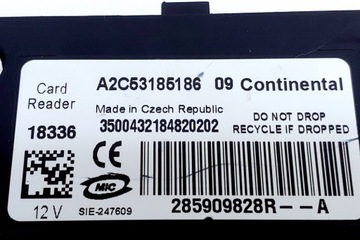 A2C53185186 09 Continental
Card
Reader
Made in Czech Republic
DO NOT DROP
18336
3500432184820202
RECYCLE IF DROPPED
CE
MIC
12 V
SIE-247609
285909828R--A